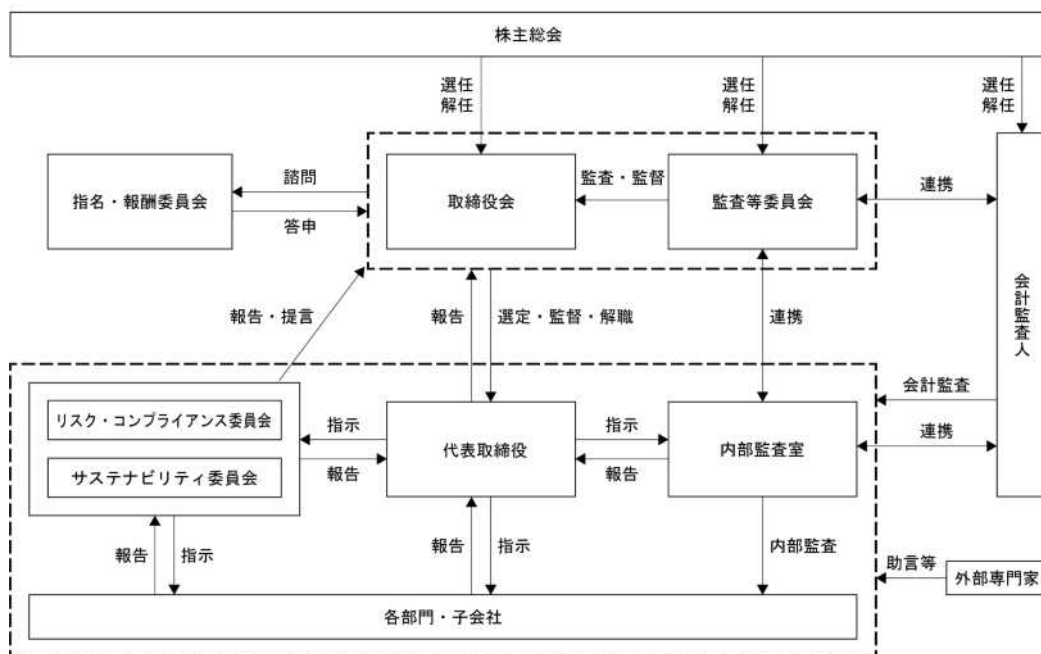 株主総会
選任
解任
選任
解任
選任
解任
指名・報酬委員会
諮問
答申
取締役会
監査・監督
監査等委員会
連携
会計監査人
報告・提言
報告
選定・監督・解職
連携
リスク・コンプライアンス委員会
サステナビリティ委員会
指示
報告
代表取締役
指示
報告
内部監査室
会計監査
連携
報告
指示
報告
指示
内部監査
助言等
外部専門家
各部門・子会社